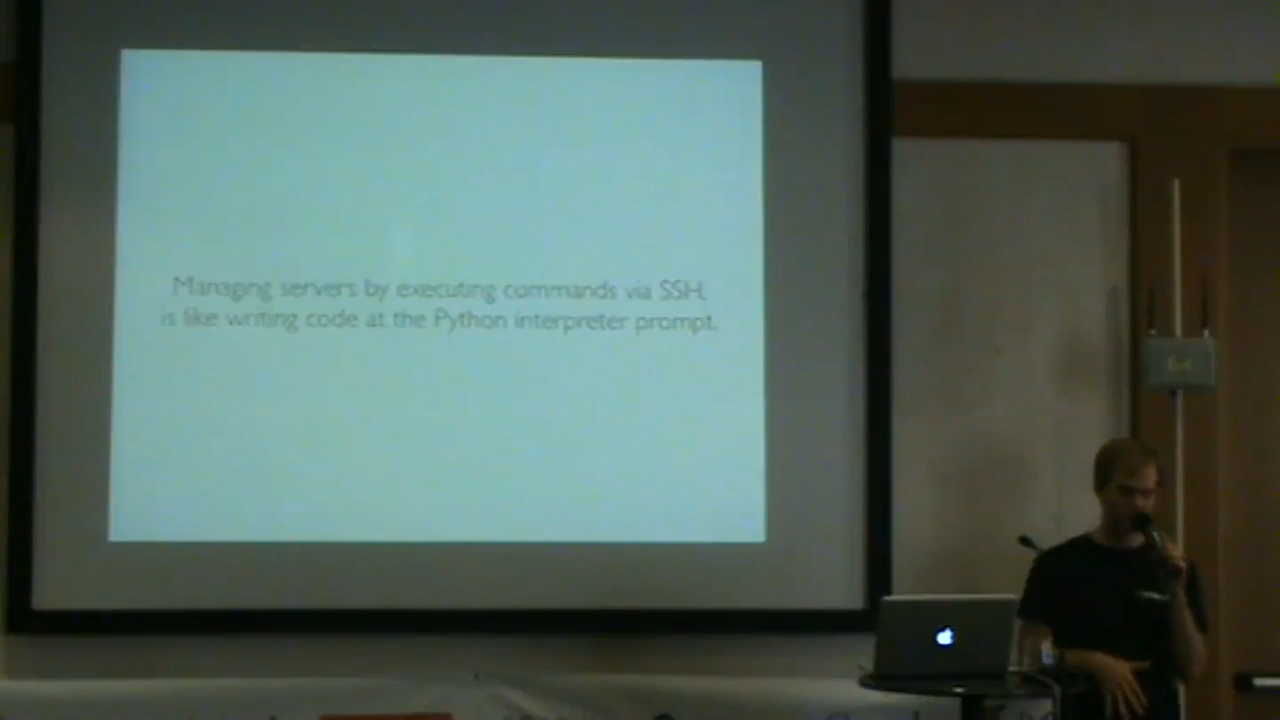 Managing servers by executing commands via SSH,
is like writing code at the Python interpreter prompt.